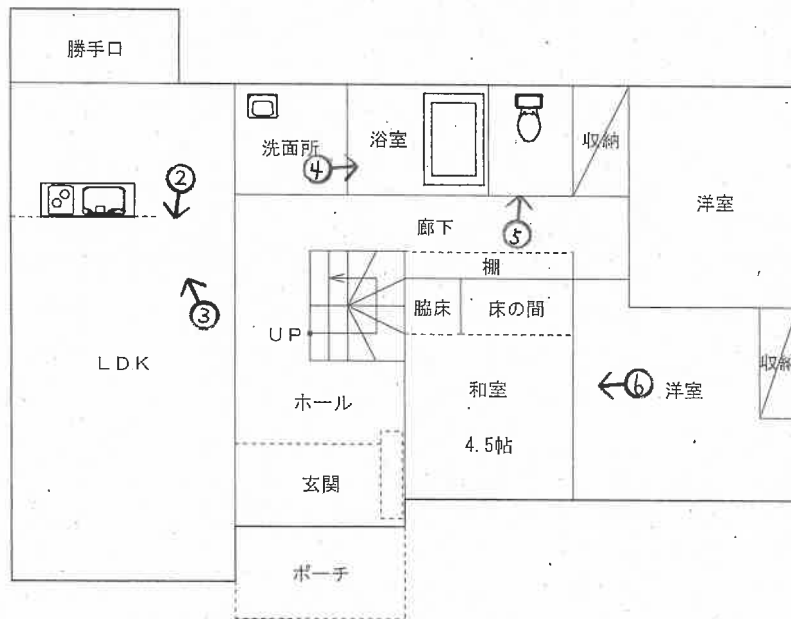 勝手口
洗面所
浴室
収納
④
洋室
②
廊下
⑤
棚
脇床
床の間
③
UP
LDK
収納
⑥
洋室
和室
ホール
4.5帖
玄関
ポーチ